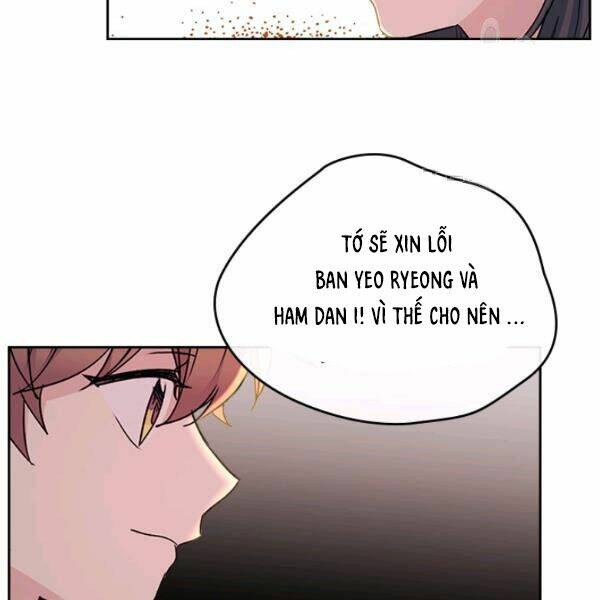 TỚ SẼ XIN LỖI
BAN YEO RYEONG VÀ
HAM DAN I! VÌ THẾ CHO NÊN ...